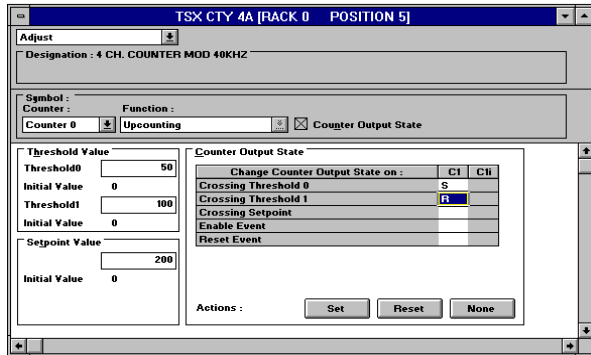 TSX CTY 4A [RACK 0 POSITION 5]
Adjust
Designation : 4 CH. COUNTER MOD 40KHZ
Symbol :
Counter : Function :
Counter 0 Upcounting Counter Output State
Threshold Value
Threshold0 50
Initial Value 0
Threshold1 100
Initial Value 0
Setpoint Value
200
Initial Value 0
Counter Output State
Change Counter Output State on : C1 C1i
Crossing Threshold 0 S
Crossing Threshold 1 R
Crossing Setpoint
Enable Event
Reset Event
Actions : Set Reset None